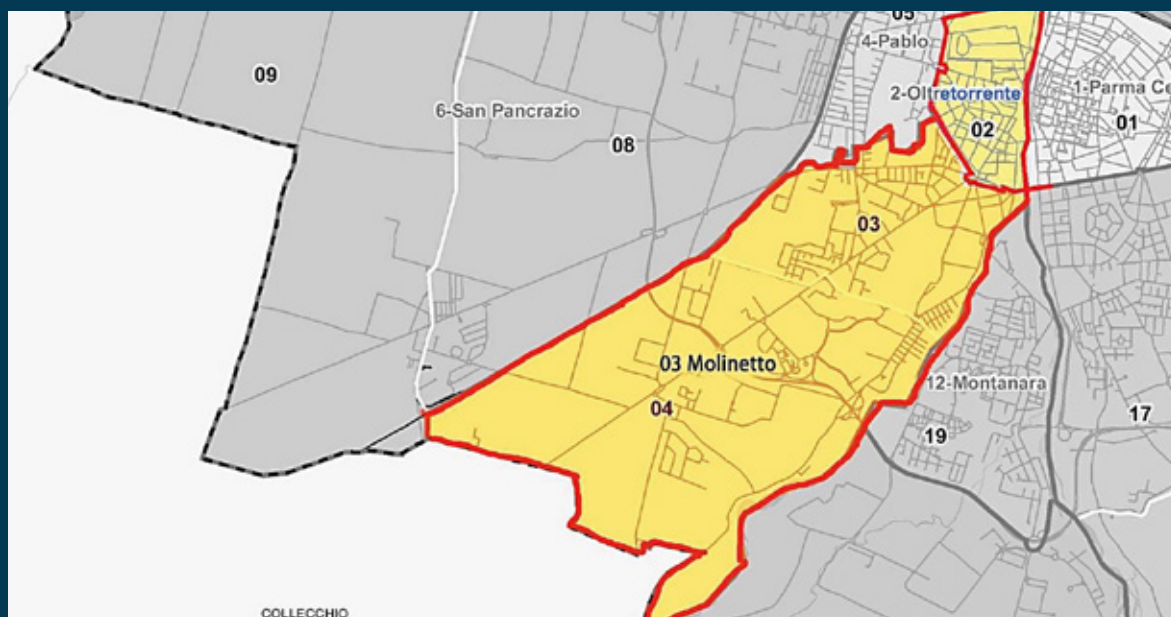 05
4-Pablo
09
2-Oltretorrente
1-Parma Ce
6-San Pancrazio
08
02
01
03
03 Molinetto
12-Montanara
04
17
19
COLLECCHIO